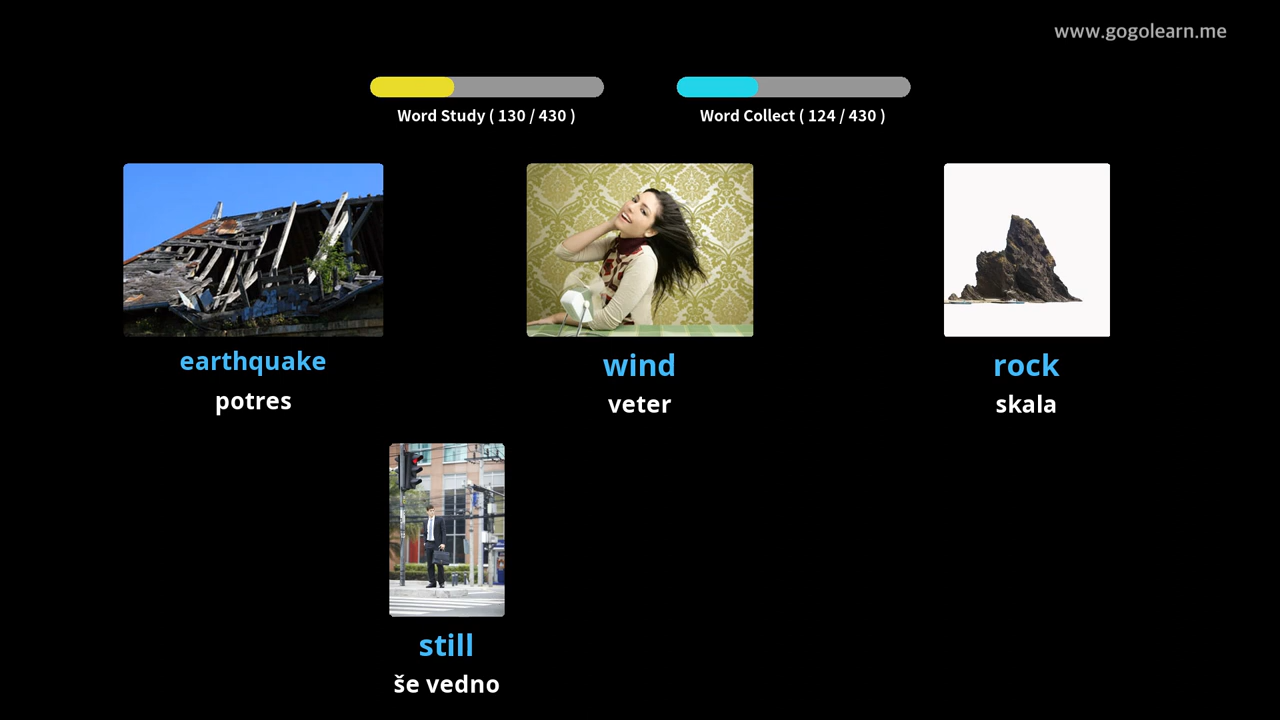 www.gogolearn.me
Word Study ( 130 / 430 )
Word Collect ( 124 / 430 )
earthquake
potres
wind
veter
rock
skala
still
še vedno